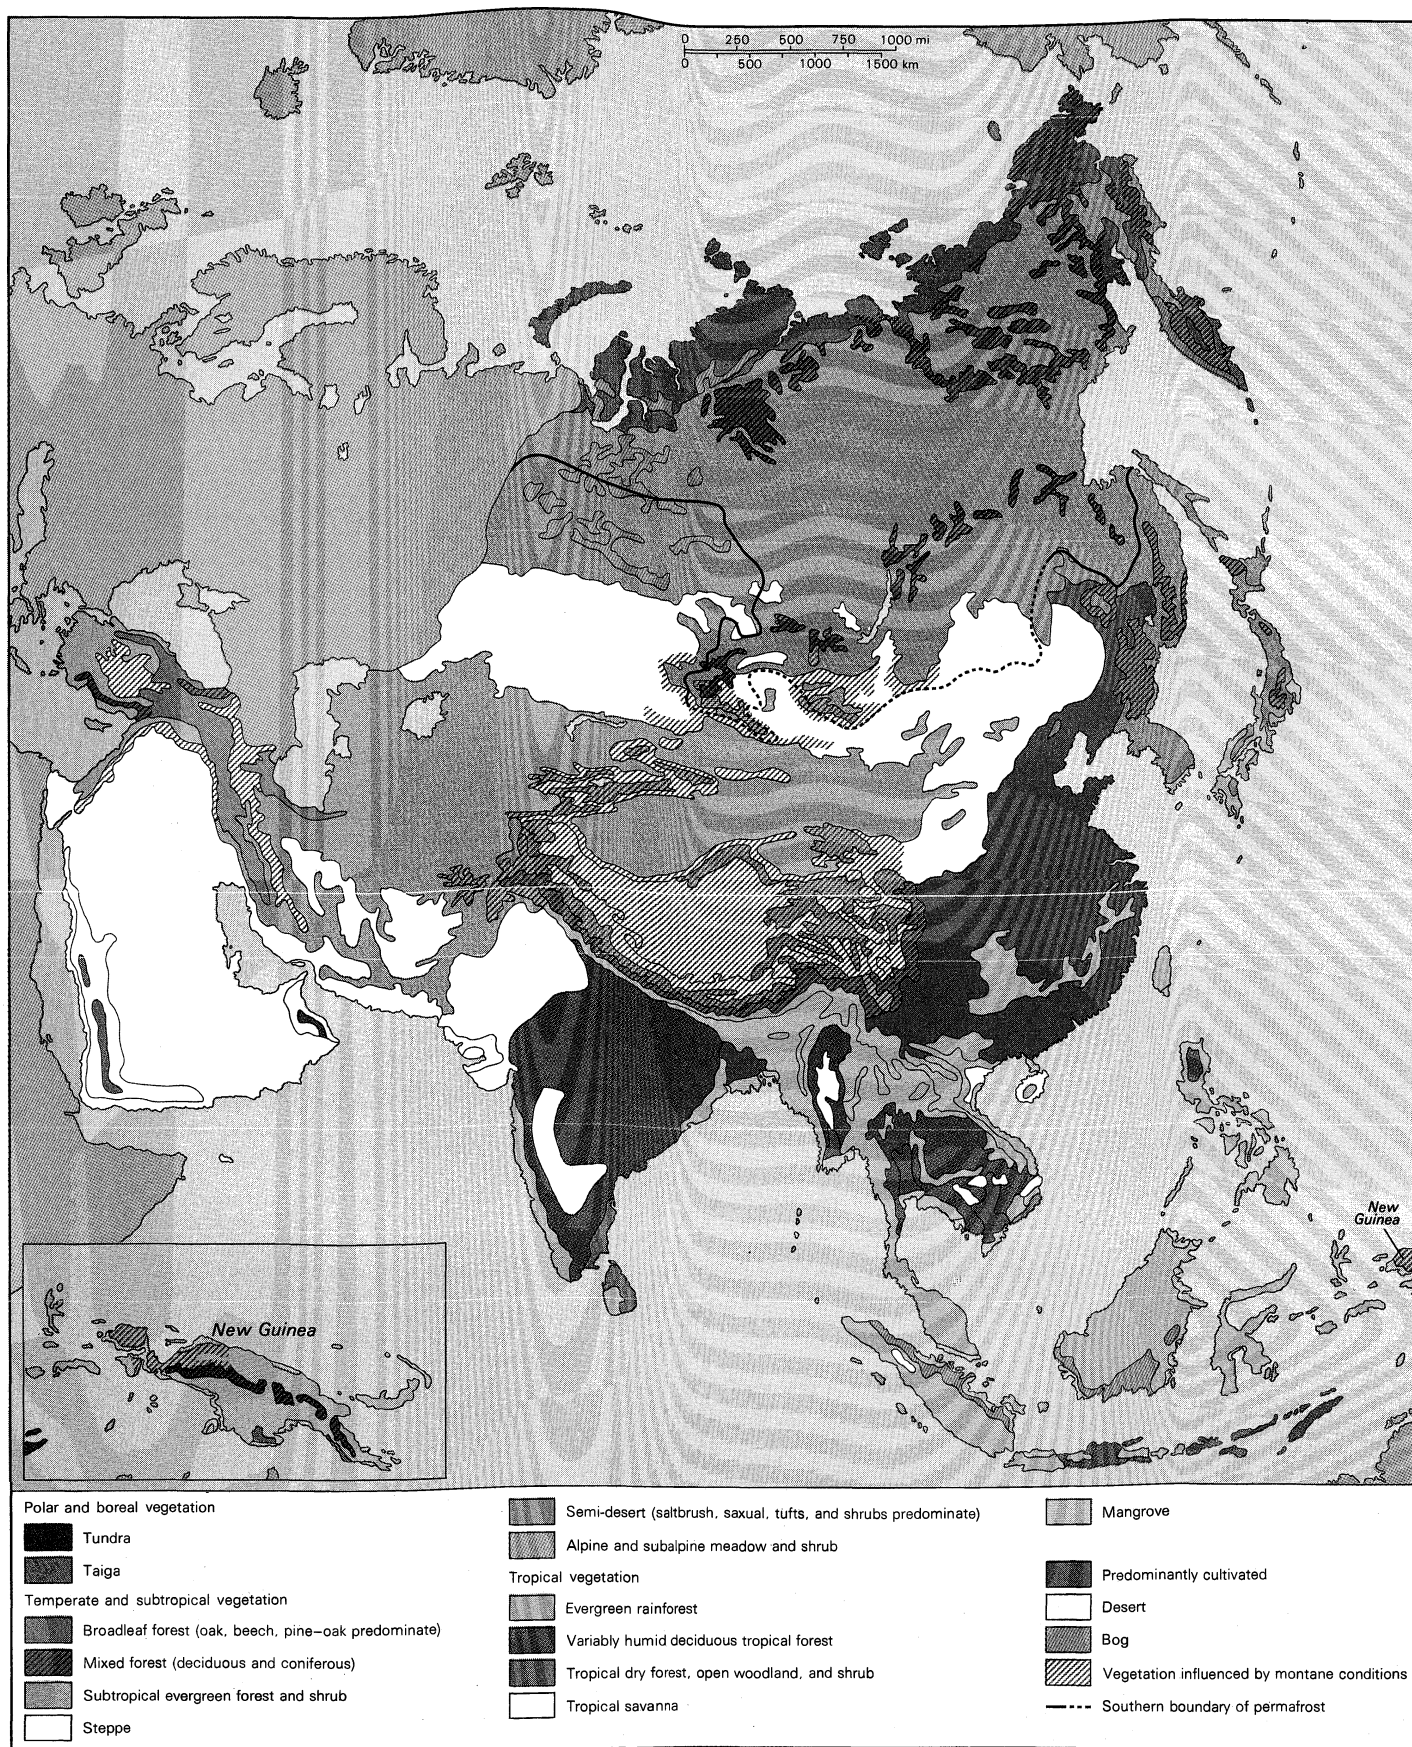 0 250 500 750 1000 mi
0 500 1000 1500 km
New
Guinea
New Guinea
Polar and boreal vegetation
Tundra
Taiga
Temperate and subtropical vegetation
Broadleaf forest (oak, beech, pine–oak predominate)
Mixed forest (deciduous and coniferous)
Subtropical evergreen forest and shrub
Steppe
Semi-desert (saltbrush, saxual, tufts, and shrubs predominate)
Alpine and subalpine meadow and shrub
Tropical vegetation
Evergreen rainforest
Variably humid deciduous tropical forest
Tropical dry forest, open woodland, and shrub
Tropical savanna
Mangrove
Predominantly cultivated
Desert
Bog
Vegetation influenced by montane conditions
Southern boundary of permafrost